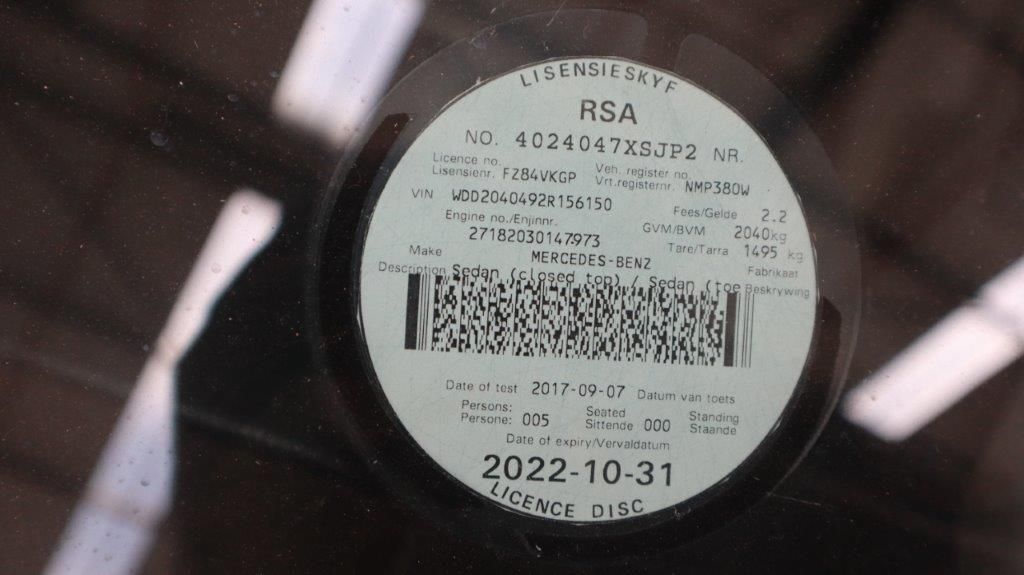 LISENSIESKYF
RSA
NO. 4024047XSJP2 NR.
Licence no. Veh. register no.
Lisensienr. FZ84VKGP Vrt.registernr. NMP380W
VIN WDD2040492R156150 Fees/Gelde 2.2
Engine no./Enjinnr. GVM/BVM 2040kg
27182030147973 Tare/Tarra 1495 kg
Make MERCEDES-BENZ Fabrikaat
Description Sedan (closed top) / Sedan (toe Beskrywing
Date of test 2017-09-07 Datum van toets
Persons: Seated Standing
Persone: 005 Sittende 000 Staande
Date of expiry/Vervaldatum
2022-10-31
LICENCE DISC